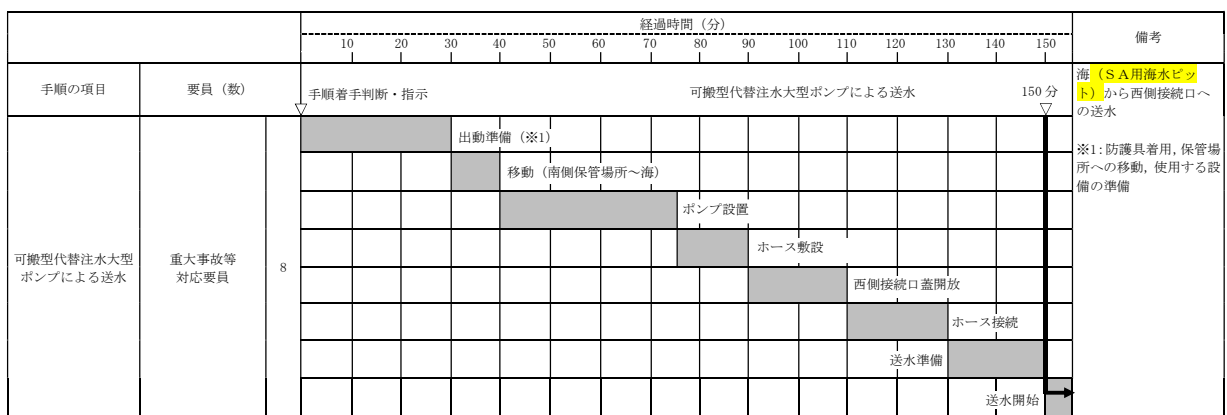 経過時間（分）
備考
10 20 30 40 50 60 70 80 90 100 110 120 130 140 150
手順の項目
要員（数）
手順着手判断・指示
可搬型代替注水大型ポンプによる送水
150 分
海（ＳＡ用海水ピッ
ト）から西側接続口へ
の送水
※1：防護具着用，保管場
所への移動，使用する設
備の準備
可搬型代替注水大型
ポンプによる送水
重大事故等
対応要員
8
出動準備（※1）
移動（南側保管場所～海）
ポンプ設置
ホース敷設
西側接続口蓋開放
ホース接続
送水準備
送水開始